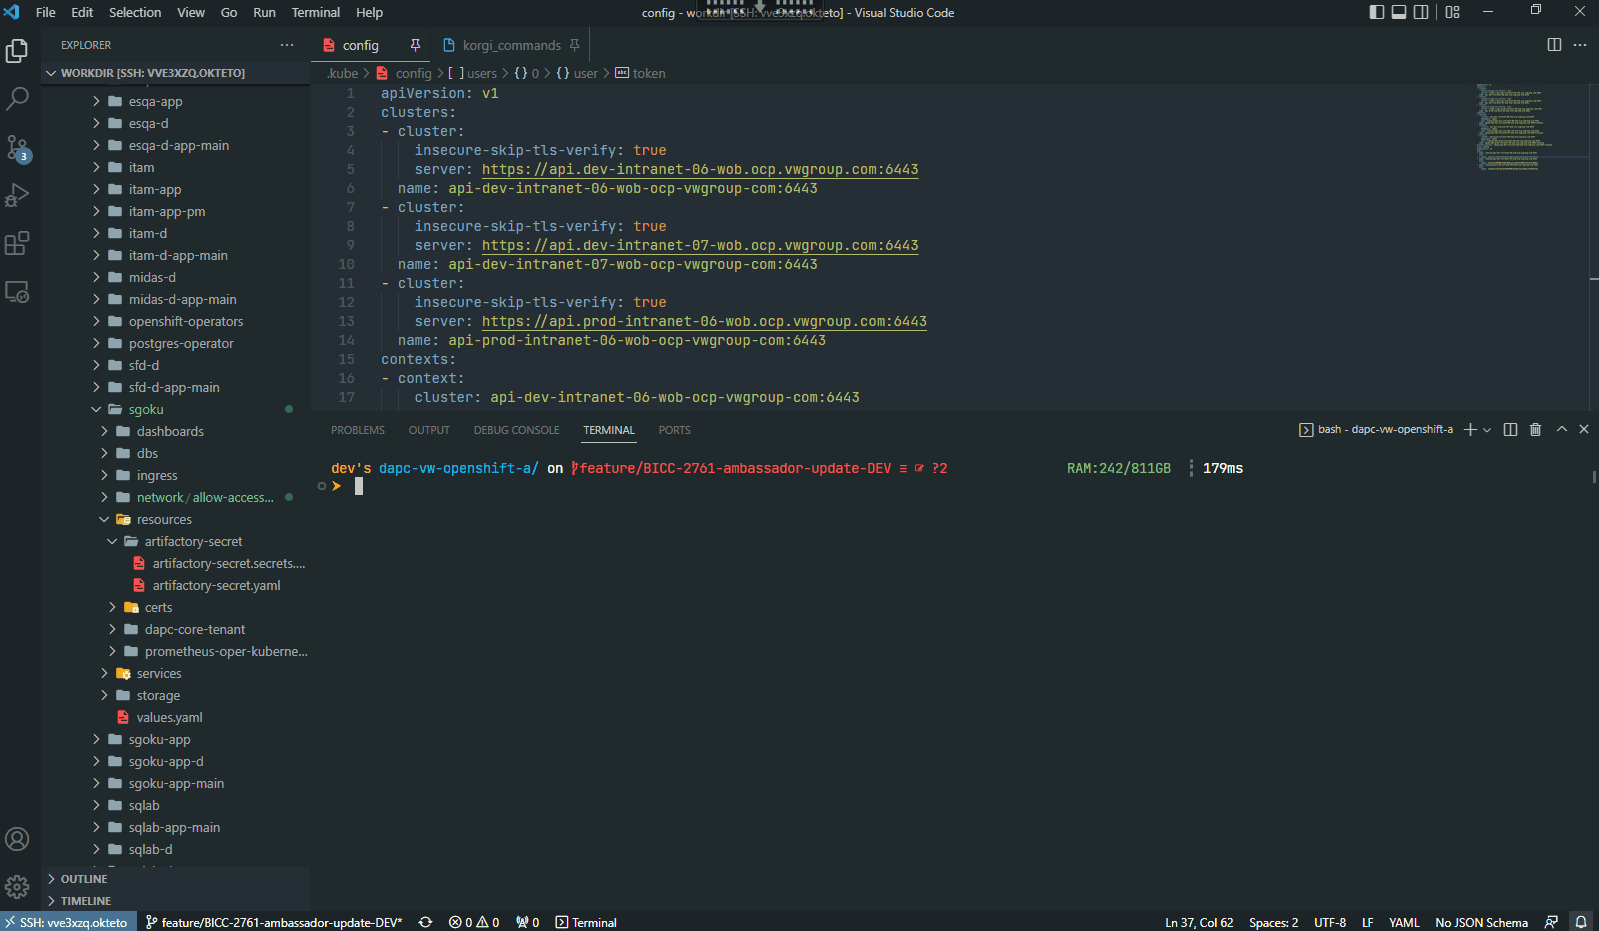 File Edit Selection View Go Run Terminal Help
config - workdir [SSH: vve3xzq.okteto] - Visual Studio Code
EXPLORER
WORKDIR [SSH: VVE3XZQ.OKTETO]
esqa-app
esqa-d
esqa-d-app-main
itam
itam-app
itam-app-pm
itam-d
itam-d-app-main
midas-d
midas-d-app-main
openshift-operators
postgres-operator
sfd-d
sfd-d-app-main
sgoku
dashboards
dbs
ingress
network/allow-access...
resources
artifactory-secret
artifactory-secret.secrets....
artifactory-secret.yaml
certs
dapc-core-tenant
prometheus-oper-kuberne...
services
storage
values.yaml
sgoku-app
sgoku-app-d
sgoku-app-main
sqlab
sqlab-app-main
sqlab-d
OUTLINE
TIMELINE
3
config korgi_commands
.kube > config > [ ] users > {} 0 > {} user > abc token
1 apiVersion: v1
2 clusters:
3 - cluster:
4 insecure-skip-tls-verify: true
5 server: https://api.dev-intranet-06-wob.ocp.vwgroup.com:6443
6 name: api-dev-intranet-06-wob-ocp-vwgroup-com:6443
7 - cluster:
8 insecure-skip-tls-verify: true
9 server: https://api.dev-intranet-07-wob.ocp.vwgroup.com:6443
10 name: api-dev-intranet-07-wob-ocp-vwgroup-com:6443
11 - cluster:
12 insecure-skip-tls-verify: true
13 server: https://api.prod-intranet-06-wob.ocp.vwgroup.com:6443
14 name: api-prod-intranet-06-wob-ocp-vwgroup-com:6443
15 contexts:
16 - context:
17 cluster: api-dev-intranet-06-wob-ocp-vwgroup-com:6443
PROBLEMS OUTPUT DEBUG CONSOLE TERMINAL PORTS
bash - dapc-vw-openshift-a
dev's dapc-vw-openshift-a/ on feature/BICC-2761-ambassador-update-DEV ≡ ?2 RAM:242/811GB 179ms
SSH: vve3xzq.okteto feature/BICC-2761-ambassador-update-DEV* 0 0 0 Terminal
Ln 37, Col 62 Spaces: 2 UTF-8 LF YAML No JSON Schema